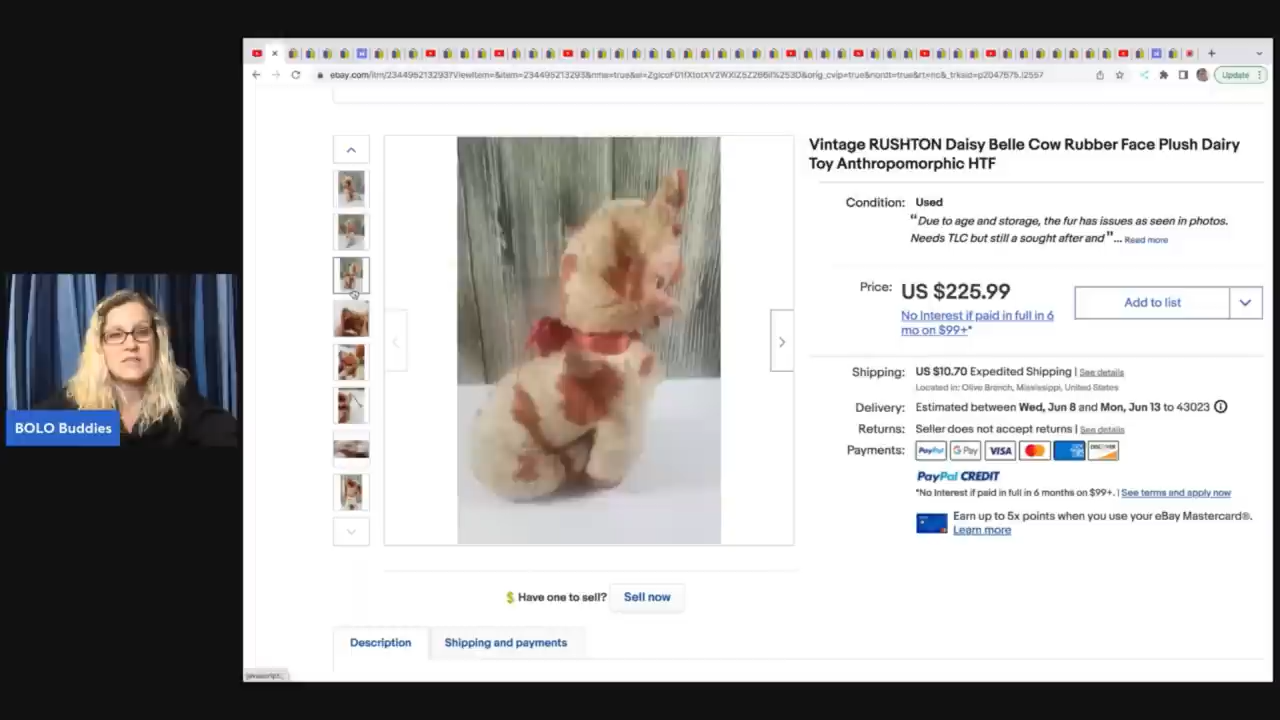 Update
Vintage RUSHTON Daisy Belle Cow Rubber Face Plush Dairy
Toy Anthropomorphic HTF
Condition: Used
“Due to age and storage, the fur has issues as seen in photos.
Needs TLC but still a sought after and”... Read more
Price: US $225.99
Add to list
No Interest if paid in full in 6
mo on $99+*
Shipping: US $10.70 Expedited Shipping | See details
Located in: Olive Branch, Mississippi, United States
Delivery: Estimated between Wed, Jun 8 and Mon, Jun 13 to 43023
Returns: Seller does not accept returns | See details
Payments: PayPal G Pay VISA MasterCard DISCOVER
PayPal CREDIT
*No Interest if paid in full in 6 months on $99+. | See terms and apply now
Earn up to 5x points when you use your eBay Mastercard®.
Learn more
BOLO Buddies
$ Have one to sell? Sell now
Description Shipping and payments